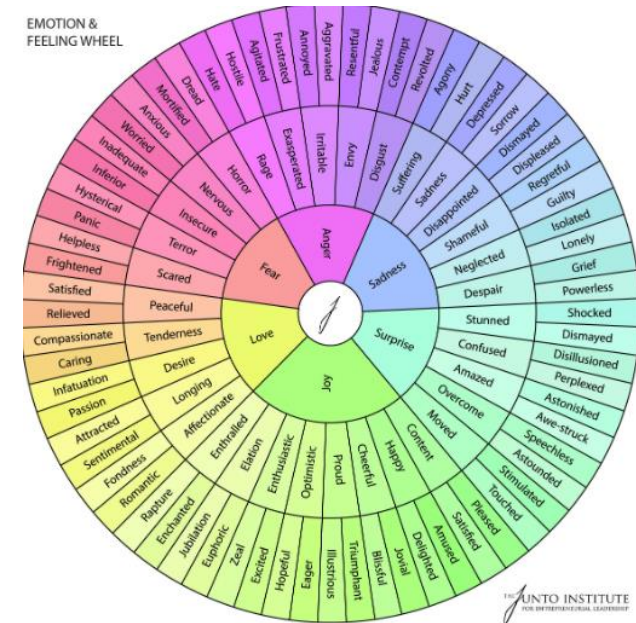 EMOTION &
FEELING WHEEL
Anger
Sadness
Surprise
Joy
Love
Fear
Rage
Exasperated
Irritable
Envy
Disgust
Suffering
Sadness
Disappointed
Shameful
Neglected
Despair
Stunned
Confused
Amazed
Overcome
Moved
Content
Happy
Cheerful
Proud
Optimistic
Enthusiastic
Elation
Enthralled
Affectionate
Longing
Desire
Tenderness
Peaceful
Scared
Terror
Insecure
Nervous
Horror
Hate
Hostile
Agitated
Frustrated
Annoyed
Aggravated
Resentful
Jealous
Contempt
Revolted
Agony
Hurt
Depressed
Sorrow
Dismayed
Displeased
Regretful
Guilty
Isolated
Lonely
Grief
Powerless
Shocked
Dismayed
Disillusioned
Perplexed
Astonished
Awe-struck
Speechless
Astounded
Stimulated
Touched
Pleased
Satisfied
Amused
Delighted
Jovial
Blissful
Triumphant
Illustrious
Eager
Hopeful
Excited
Zeal
Euphoric
Jubilation
Enchanted
Rapture
Romantic
Fondness
Sentimental
Attracted
Passion
Infatuation
Caring
Compassionate
Relieved
Satisfied
Frightened
Helpless
Panic
Hysterical
Inferior
Inadequate
Worried
Anxious
Mortified
Dread
THE JUNTO INSTITUTE
FOR ENTREPRENEURIAL LEADERSHIP